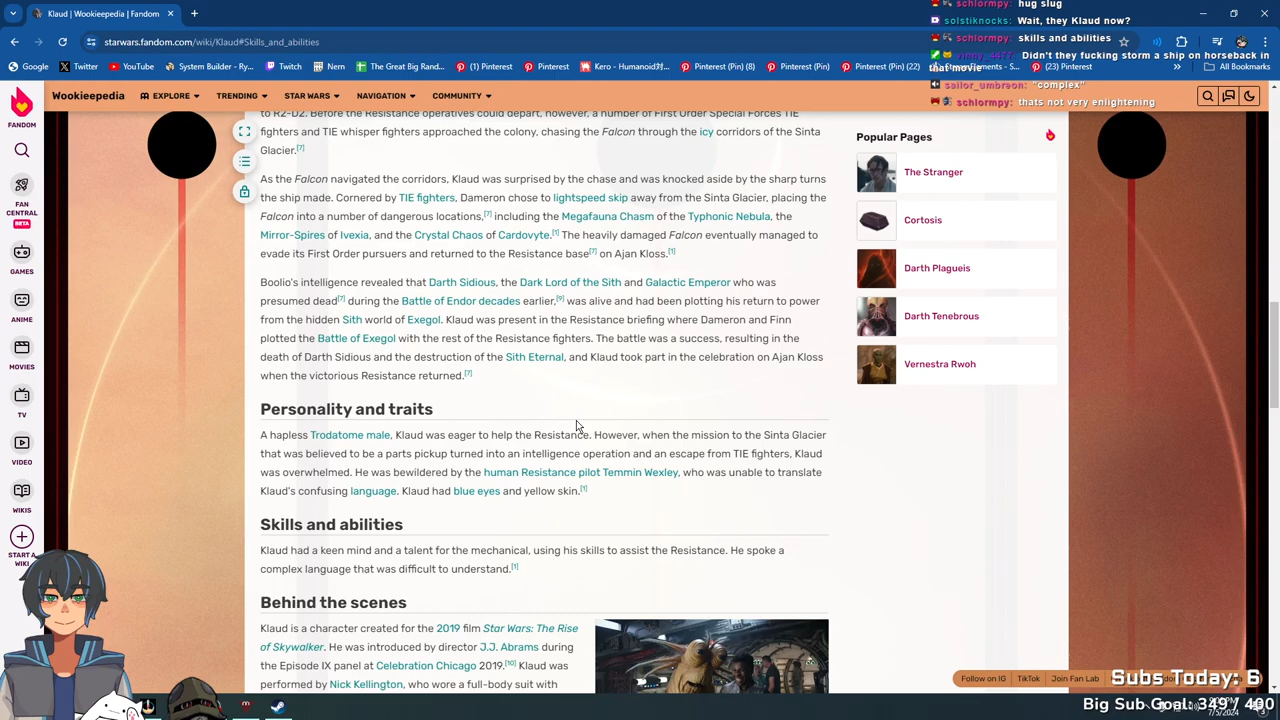 Klaud | Wookieepedia | Fandom
schlormpy: hug slug
solstiknocks: Wait, they Klaud now?
starwars.fandom.com/wiki/Klaud#Skills_and_abilities
schlormpy: skills and abilities
Didn't they fucking storm a ship on horseback in
that movie
Google Twitter YouTube System Builder - Ry... Twitch Nern The Great Big Rand... (1) Pinterest Kero - Humanoid... Pinterest (Pin) (8) Pinterest (Pin) Pinterest (Pin) (22) (23) Pinterest » All Bookmarks
sailor_umbrson: "complex"
schlormpy: thats not very enlightening
Wookieepedia EXPLORE TRENDING STAR WARS NAVIGATION COMMUNITY
FANDOM
FAN
CENTRAL
BETA
GAMES
ANIME
MOVIES
TV
VIDEO
WIKIS
START A
WIKI
to R2-D2. Before the Resistance operatives could depart, however, a number of First Order Special Forces TIE
fighters and TIE whisper fighters approached the colony, chasing the Falcon through the icy corridors of the Sinta
Glacier.[7]
As the Falcon navigated the corridors, Klaud was surprised by the chase and was knocked aside by the sharp turns
the ship made. Cornered by TIE fighters, Dameron chose to lightspeed skip away from the Sinta Glacier, placing the
Falcon into a number of dangerous locations,[7] including the Megafauna Chasm of the Typhonic Nebula, the
Mirror-Spires of Ivexia, and the Crystal Chaos of Cardovyte.[1] The heavily damaged Falcon eventually managed to
evade its First Order pursuers and returned to the Resistance base[7] on Ajan Kloss.[1]
Boolio's intelligence revealed that Darth Sidious, the Dark Lord of the Sith and Galactic Emperor who was
presumed dead[7] during the Battle of Endor decades earlier,[9] was alive and had been plotting his return to power
from the hidden Sith world of Exegol. Klaud was present in the Resistance briefing where Dameron and Finn
plotted the Battle of Exegol with the rest of the Resistance fighters. The battle was a success, resulting in the
death of Darth Sidious and the destruction of the Sith Eternal, and Klaud took part in the celebration on Ajan Kloss
when the victorious Resistance returned.[7]
Personality and traits
A hapless Trodatome male, Klaud was eager to help the Resistance. However, when the mission to the Sinta Glacier
that was believed to be a parts pickup turned into an intelligence operation and an escape from TIE fighters, Klaud
was overwhelmed. He was bewildered by the human Resistance pilot Temmin Wexley, who was unable to translate
Klaud's confusing language. Klaud had blue eyes and yellow skin.[1]
Skills and abilities
Klaud had a keen mind and a talent for the mechanical, using his skills to assist the Resistance. He spoke a
complex language that was difficult to understand.[1]
Behind the scenes
Klaud is a character created for the 2019 film Star Wars: The Rise
of Skywalker. He was introduced by director J.J. Abrams during
the Episode IX panel at Celebration Chicago 2019.[10] Klaud was
performed by Nick Kellington, who wore a full-body suit with
Popular Pages
The Stranger
Cortosis
Darth Plagueis
Darth Tenebrous
Vernestra Rwoh
Follow on IG TikTok Join Fan Lab
Subs Today: 6
7/5/2024
Big Sub Goal: 349 / 400